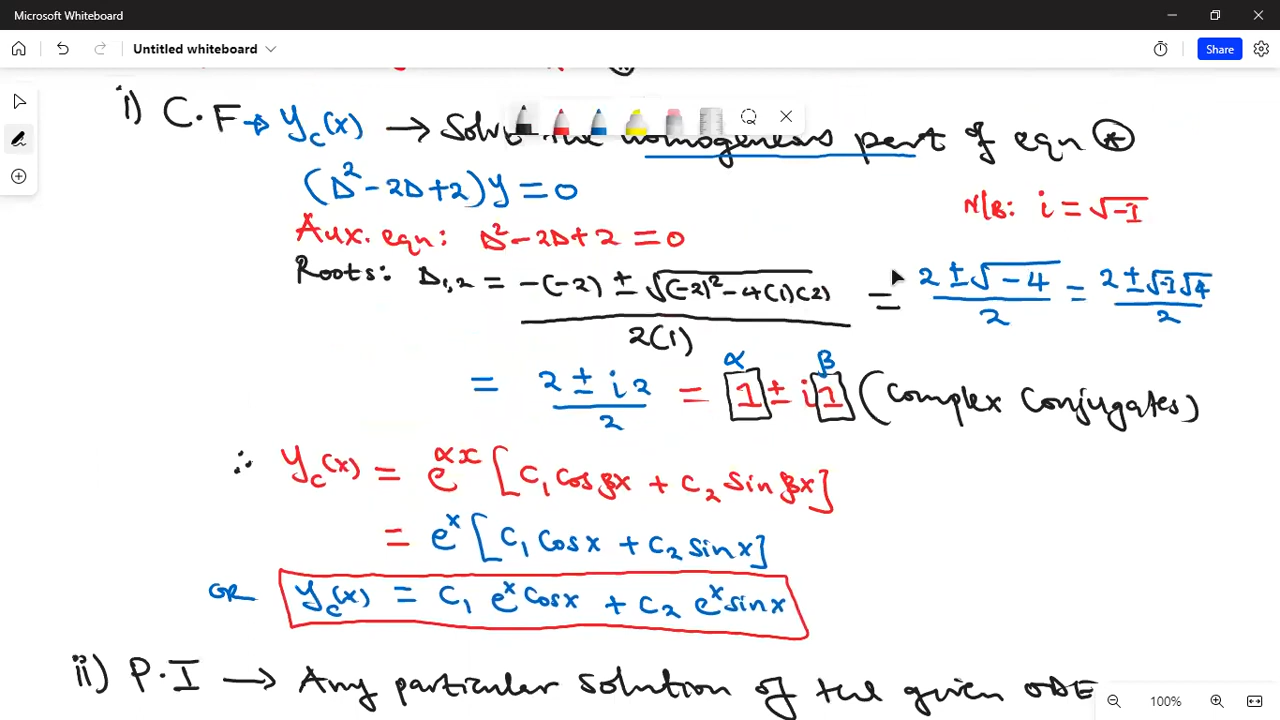 Microsoft Whiteboard
Untitled whiteboard
Share
i) C.F → y_c(x) → Solve the homogeneous part of eqn ⊛
(D² - 2D + 2)y = 0
N/B: i = √-1
Aux. eqn: D² - 2D + 2 = 0
Roots: D₁,₂ = (-(-2) ± √((-2)² - 4(1)(2))) / 2(1) = (2 ± √-4) / 2 = (2 ± √-1 √4) / 2
= (2 ± i2) / 2 = 1 ± i1 (Complex Conjugates)
α β
∴ y_c(x) = e^{αx} [C₁ Cos βx + C₂ Sin βx]
= e^x [C₁ Cos x + C₂ Sin x]
OR y_c(x) = C₁ e^x Cos x + C₂ e^x Sin x
ii) P.I → Any particular solution of the given ODE
100%